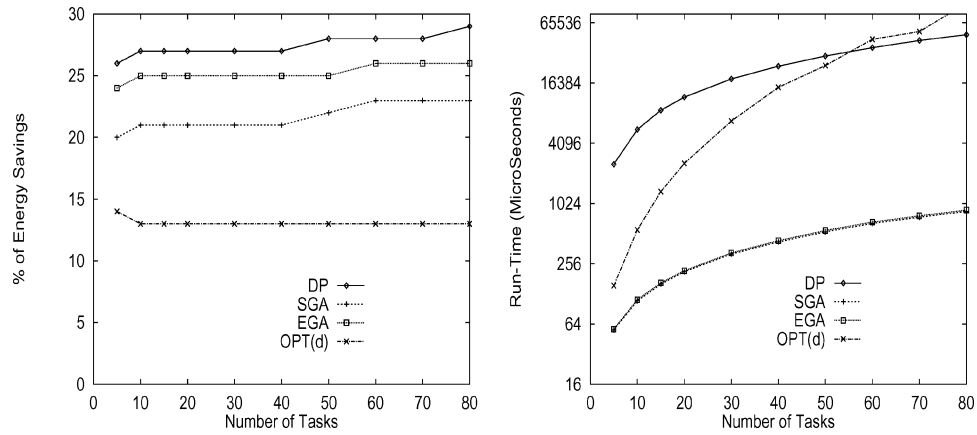 % of Energy Savings
30
25
20
15
10
5
0
DP
SGA
EGA
OPT(d)
0 10 20 30 40 50 60 70 80
Number of Tasks
Run-Time (MicroSeconds)
65536
16384
4096
1024
256
64
16
DP
SGA
EGA
OPT(d)
0 10 20 30 40 50 60 70 80
Number of Tasks